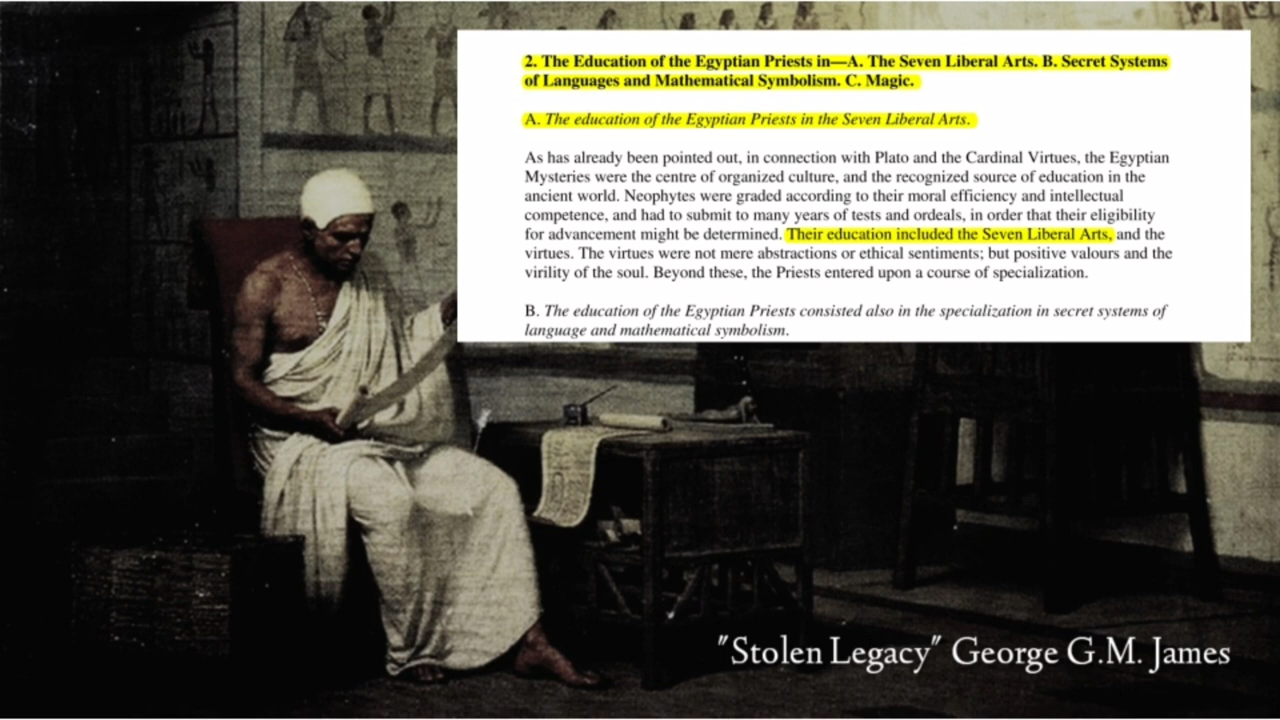 2. The Education of the Egyptian Priests in—A. The Seven Liberal Arts. B. Secret Systems
of Languages and Mathematical Symbolism. C. Magic.
A. The education of the Egyptian Priests in the Seven Liberal Arts.
As has already been pointed out, in connection with Plato and the Cardinal Virtues, the Egyptian
Mysteries were the centre of organized culture, and the recognized source of education in the
ancient world. Neophytes were graded according to their moral efficiency and intellectual
competence, and had to submit to many years of tests and ordeals, in order that their eligibility
for advancement might be determined. Their education included the Seven Liberal Arts, and the
virtues. The virtues were not mere abstractions or ethical sentiments; but positive valours and the
virility of the soul. Beyond these, the Priests entered upon a course of specialization.
B. The education of the Egyptian Priests consisted also in the specialization in secret systems of
language and mathematical symbolism.
"Stolen Legacy" George G.M. James